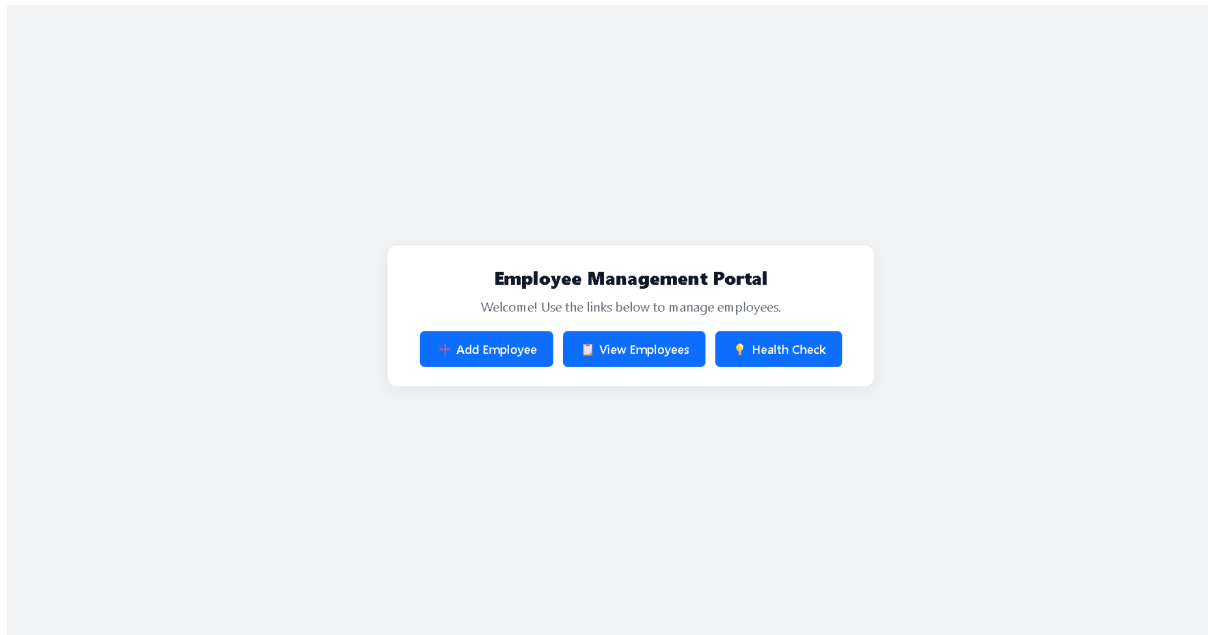 Employee Management Portal
Welcome! Use the links below to manage employees.
➕ Add Employee 📋 View Employees 💡 Health Check